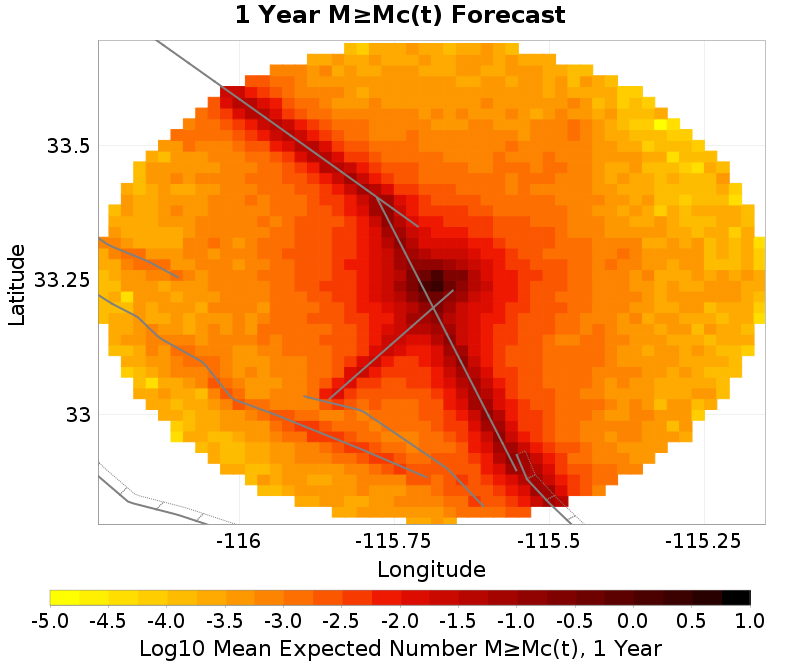 1 Year M≥Mc(t) Forecast
33.5
33.25
33
Latitude
-116
-115.75
-115.5
-115.25
Longitude
-5.0 -4.5 -4.0 -3.5 -3.0 -2.5 -2.0 -1.5 -1.0 -0.5 0.0 0.5 1.0
Log10 Mean Expected Number M≥Mc(t), 1 Year